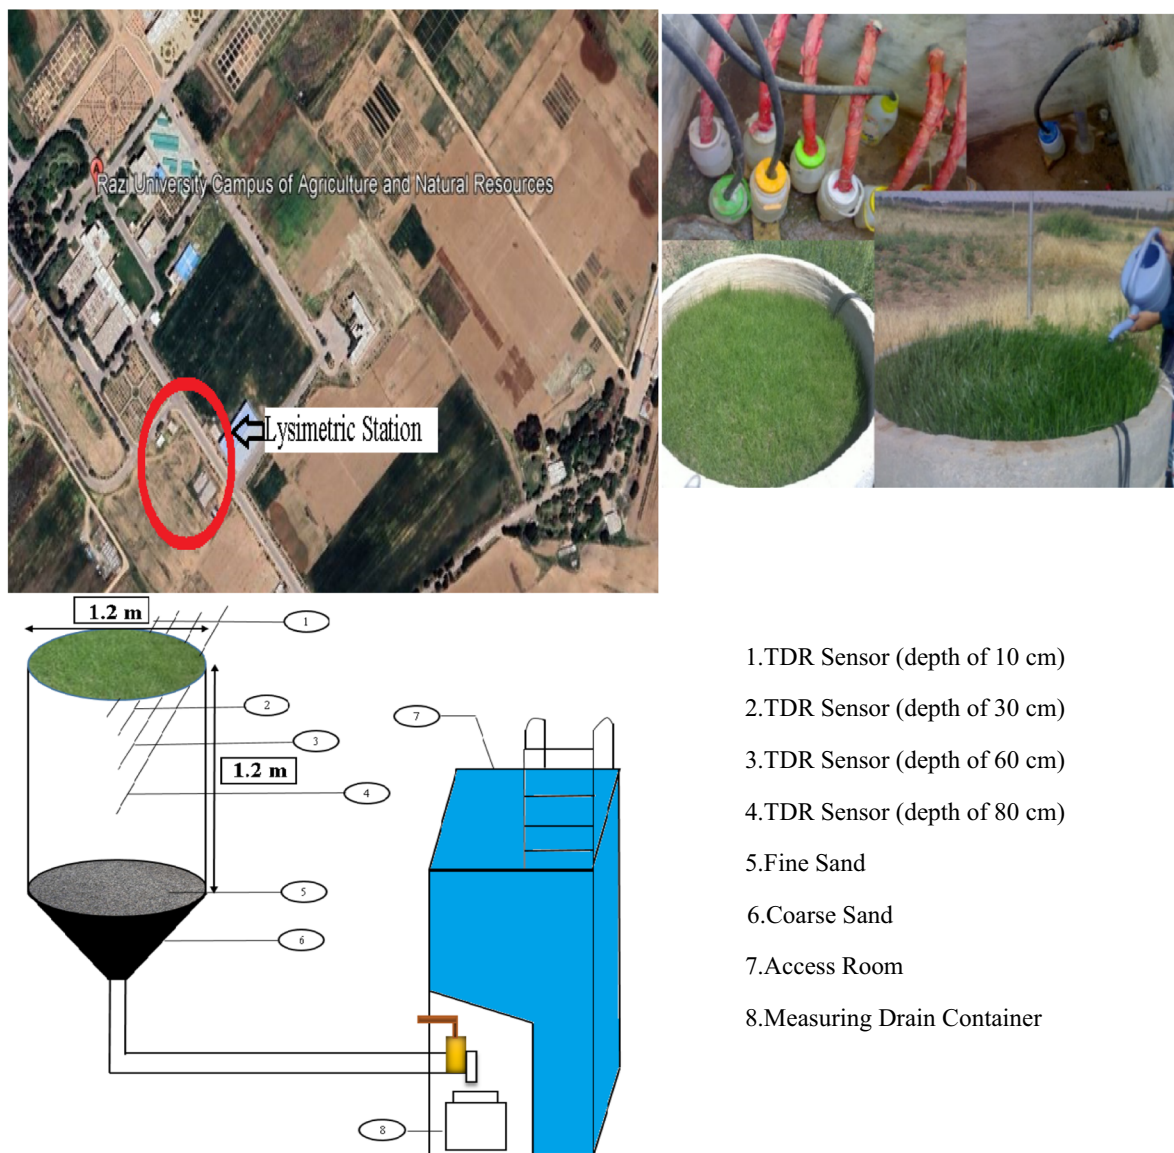 A
Razi University Campus of Agriculture and Natural Resources
Lysimetric Station
1.2 m
1
2
3
1.2 m
4
5
6
7
8
1.TDR Sensor (depth of 10 cm)
2.TDR Sensor (depth of 30 cm)
3.TDR Sensor (depth of 60 cm)
4.TDR Sensor (depth of 80 cm)
5.Fine Sand
6.Coarse Sand
7.Access Room
8.Measuring Drain Container